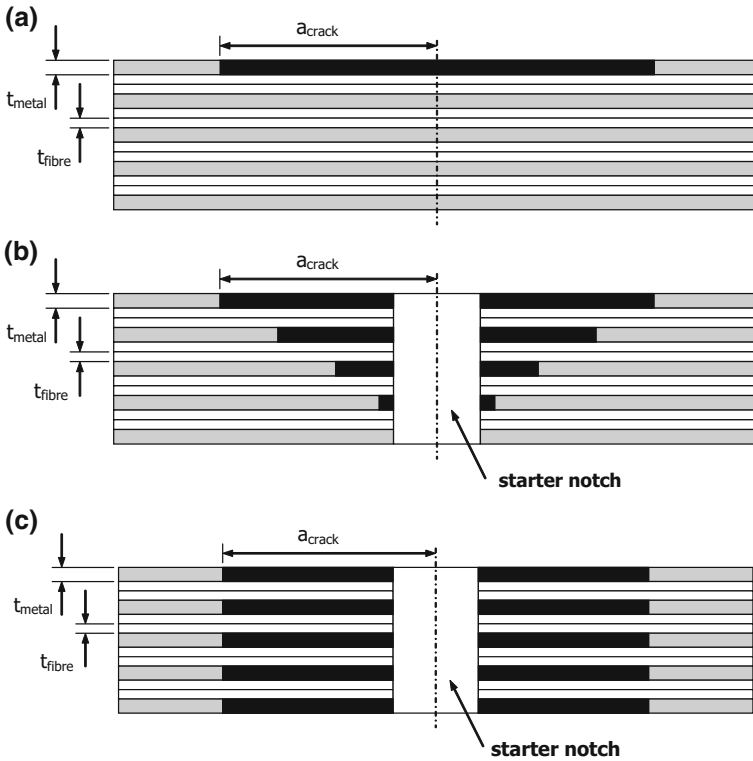 (a)
a_crack
t_metal
t_fibre
(b)
a_crack
t_metal
t_fibre
starter notch
(c)
a_crack
t_metal
t_fibre
starter notch